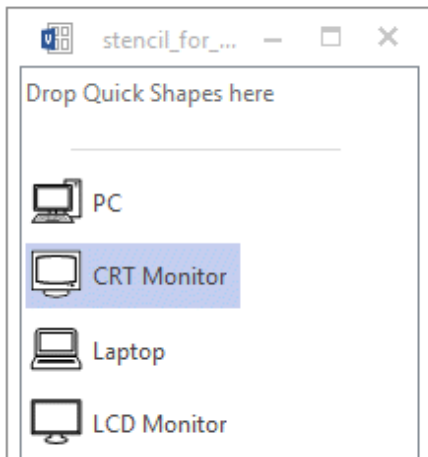 stencil_for_...
Drop Quick Shapes here
PC
CRT Monitor
Laptop
LCD Monitor